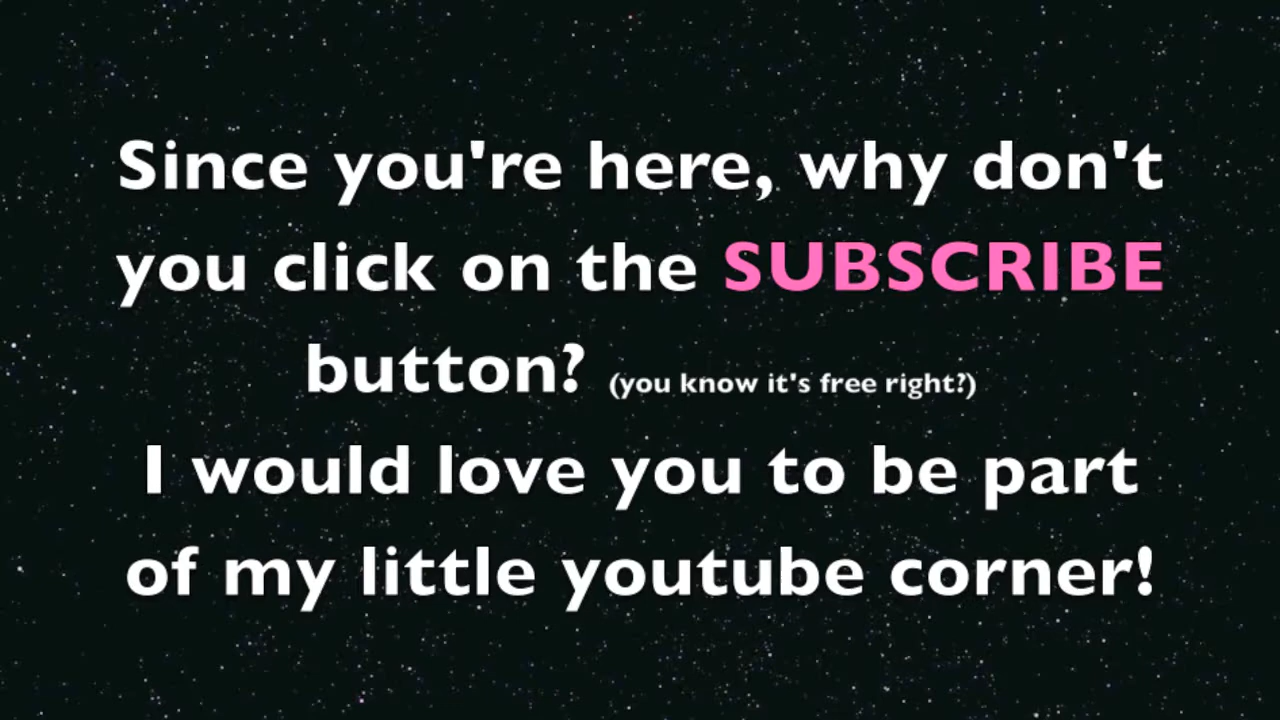 Since you're here, why don't
you click on the SUBSCRIBE
button? (you know it's free right?)
I would love you to be part
of my little youtube corner!